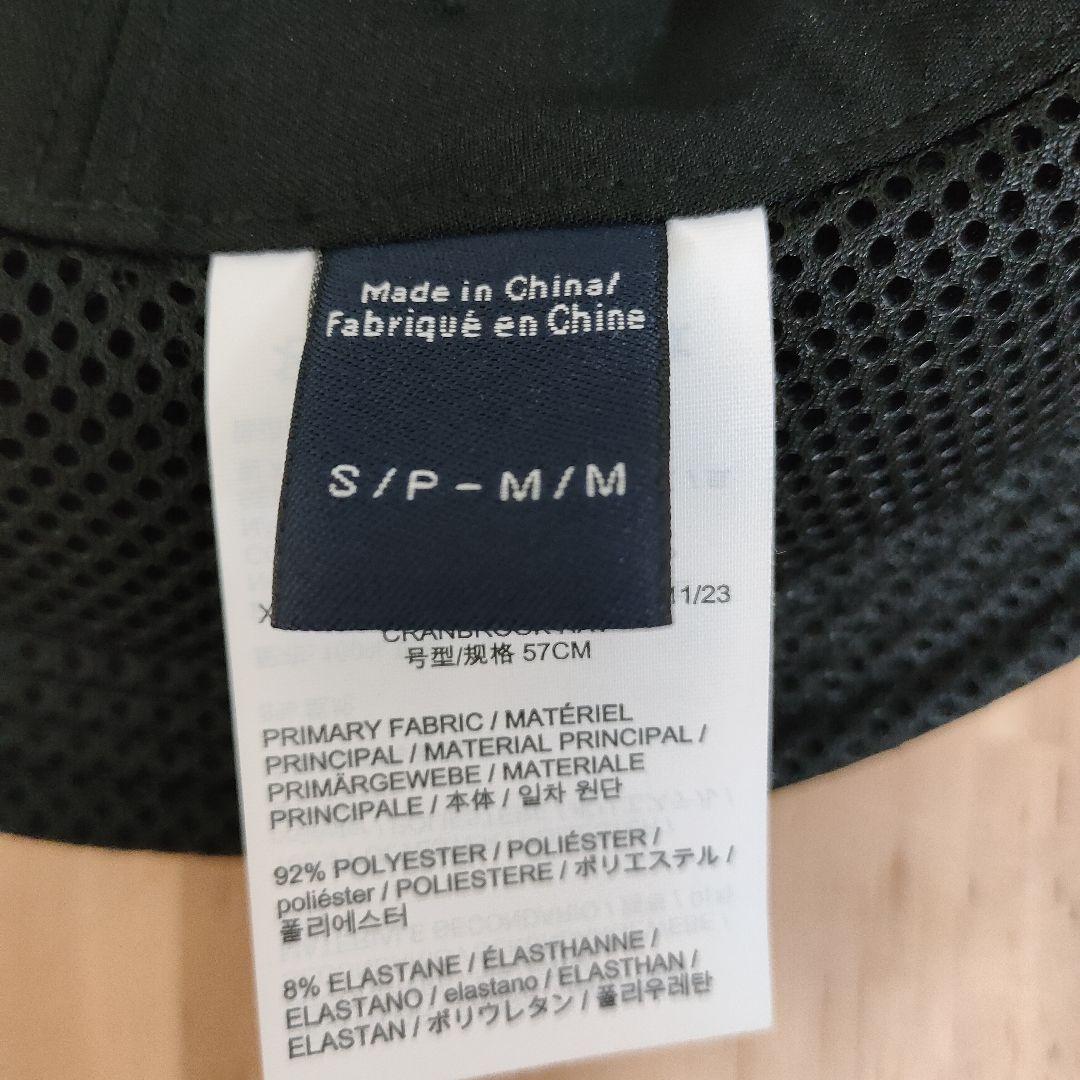 Made in China/
Fabriqué en Chine
S/P - M/M
11/23
CRANBROOK
号型/规格 57CM
PRIMARY FABRIC / MATÉRIEL
PRINCIPAL / MATERIAL PRINCIPAL /
PRIMÄRGEWEBE / MATERIALE
PRINCIPALE / 本体 / 일차 원단
92% POLYESTER / POLIÉSTER /
poliéster / POLIESTERE / ポリエステル /
폴리에스터
8% ELASTANE / ÉLASTHANNE /
ELASTANO / elastano / ELASTHAN /
ELASTAN / ポリウレタン / 폴리우레탄